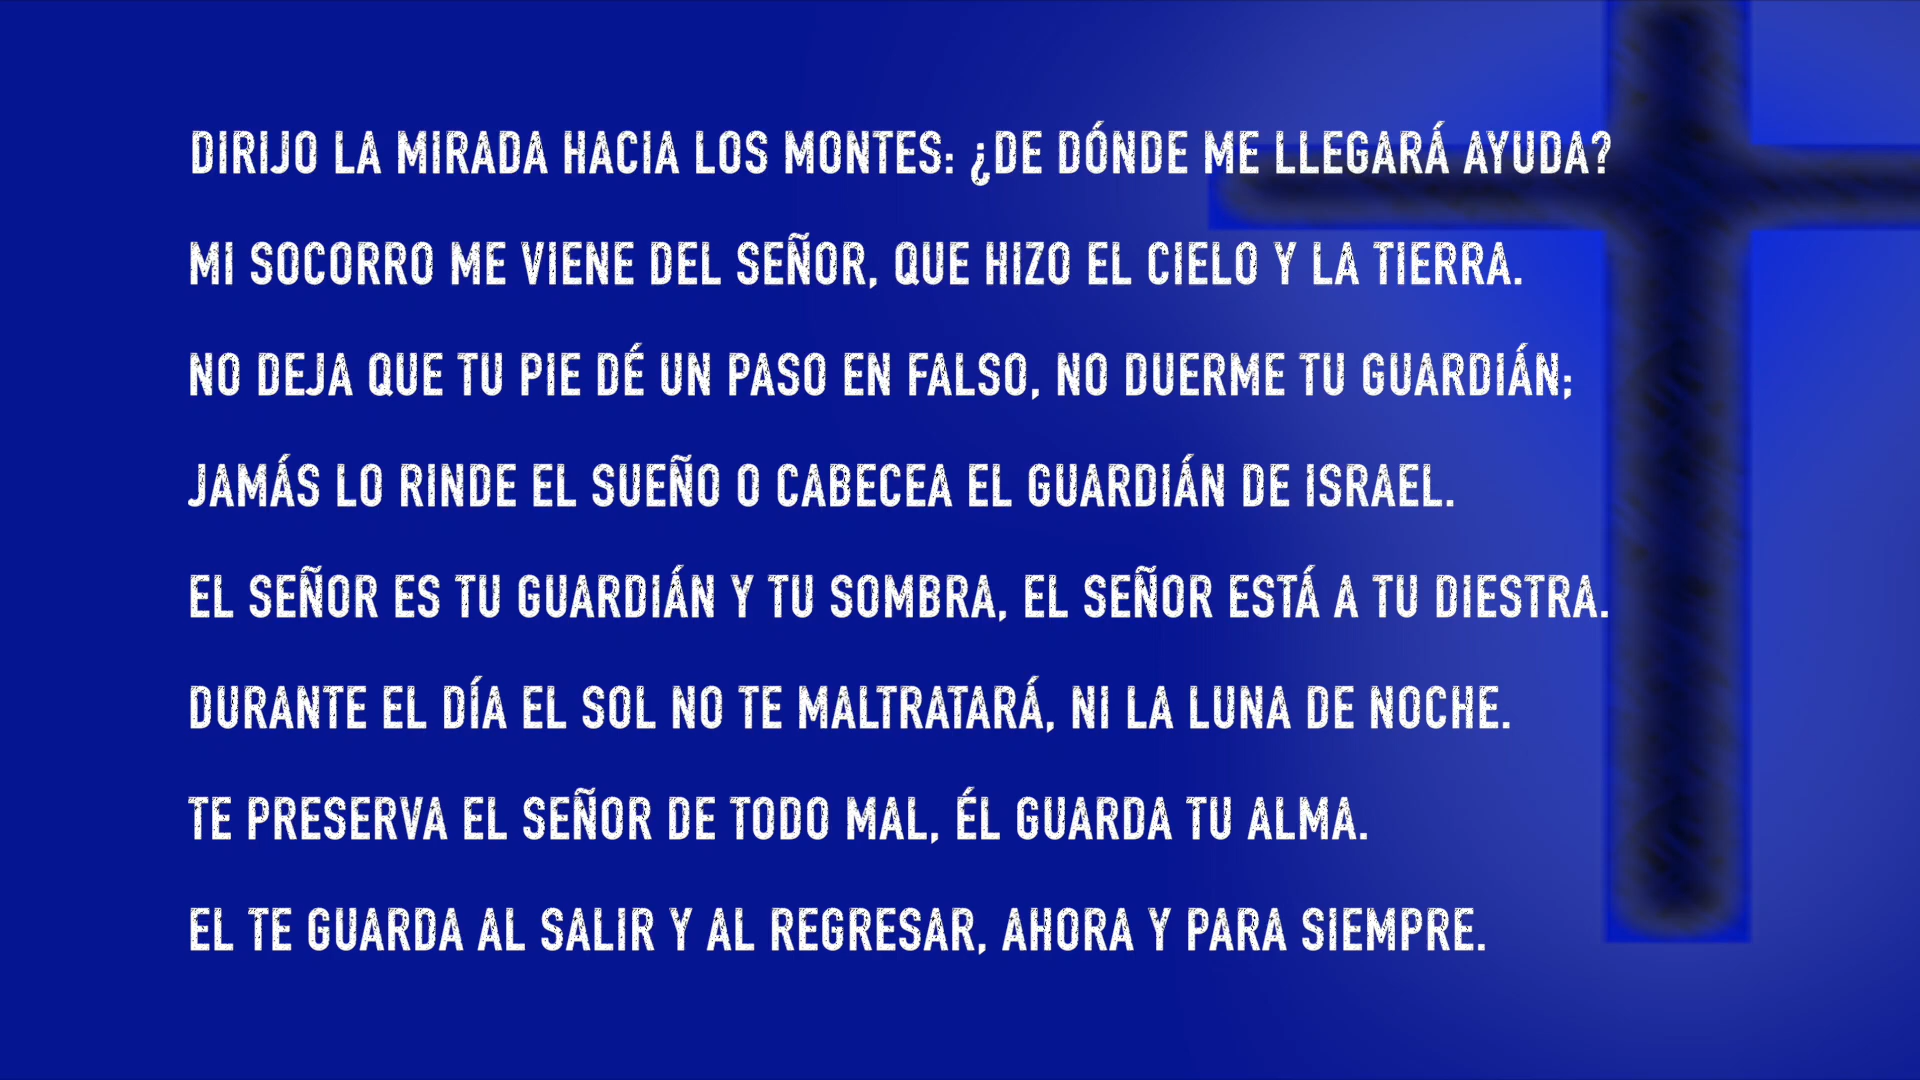 DIRIJO LA MIRADA HACIA LOS MONTES: ¿DE DÓNDE ME LLEGARÁ AYUDA?
MI SOCORRO ME VIENE DEL SEÑOR, QUE HIZO EL CIELO Y LA TIERRA.
NO DEJA QUE TU PIE DÉ UN PASO EN FALSO, NO DUERME TU GUARDIÁN;
JAMÁS LO RINDE EL SUEÑO O CABECEA EL GUARDIÁN DE ISRAEL.
EL SEÑOR ES TU GUARDIÁN Y TU SOMBRA, EL SEÑOR ESTÁ A TU DIESTRA.
DURANTE EL DÍA EL SOL NO TE MALTRATARÁ, NI LA LUNA DE NOCHE.
TE PRESERVA EL SEÑOR DE TODO MAL, ÉL GUARDA TU ALMA.
EL TE GUARDA AL SALIR Y AL REGRESAR, AHORA Y PARA SIEMPRE.